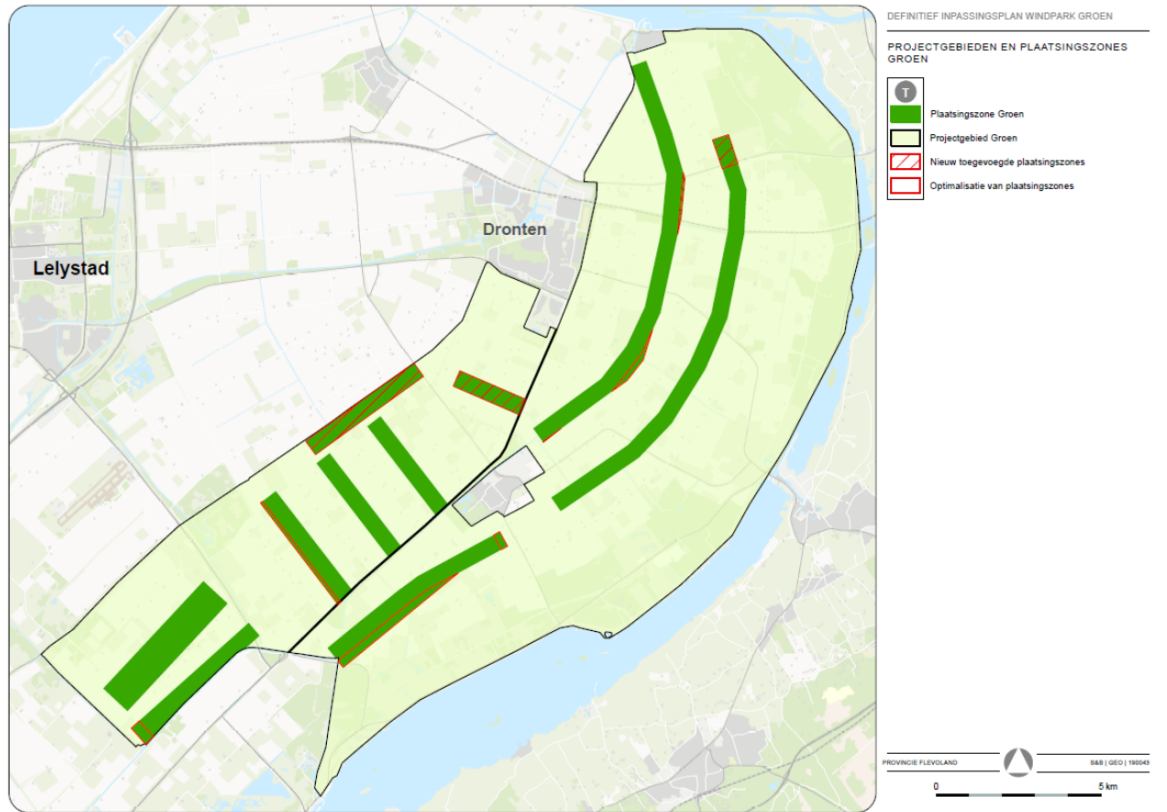 DEFINITIEF INPASSINGSPLAN WINDPARK GROEN
PROJECTGEBIEDEN EN PLAATSINGSZONES
GROEN
T
Plaatsingszone Groen
Projectgebied Groen
Nieuw toegevoegde plaatsingszones
Optimalisatie van plaatsingszones
Dronten
Lelystad
PROVINCIE FLEVOLAND
S&B | GEO | 190049
0
5 km